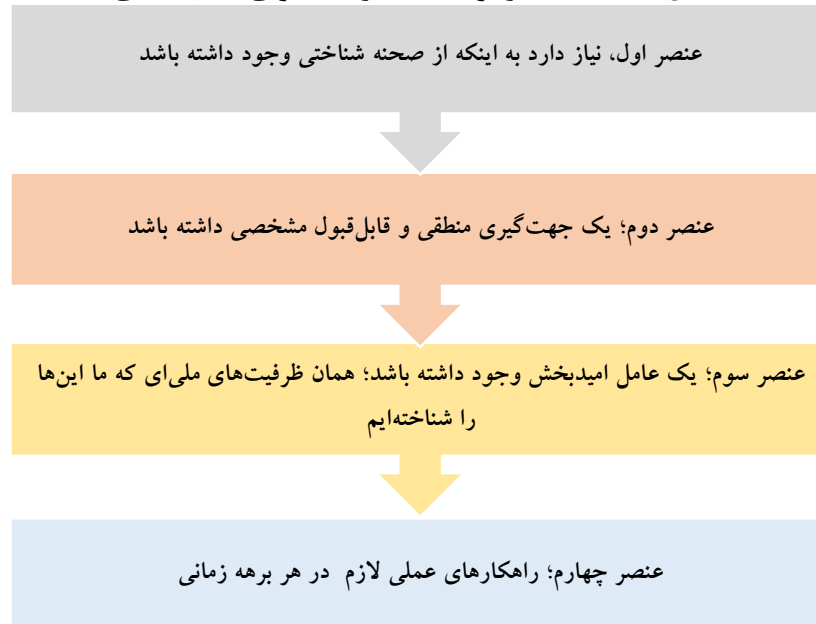 عنصر اول، نیاز دارد به اینکه از صحنه شناختی وجود داشته باشد
عنصر دوم؛ یک جهت‌گیری منطقی و قابل‌قبول مشخصی داشته باشد
عنصر سوم؛ یک عامل امیدبخش وجود داشته باشد؛ همان ظرفیت‌های ملی‌ای که ما این‌ها
را شناخته‌ایم
عنصر چهارم؛ راهکارهای عملی لازم در هر برهه زمانی